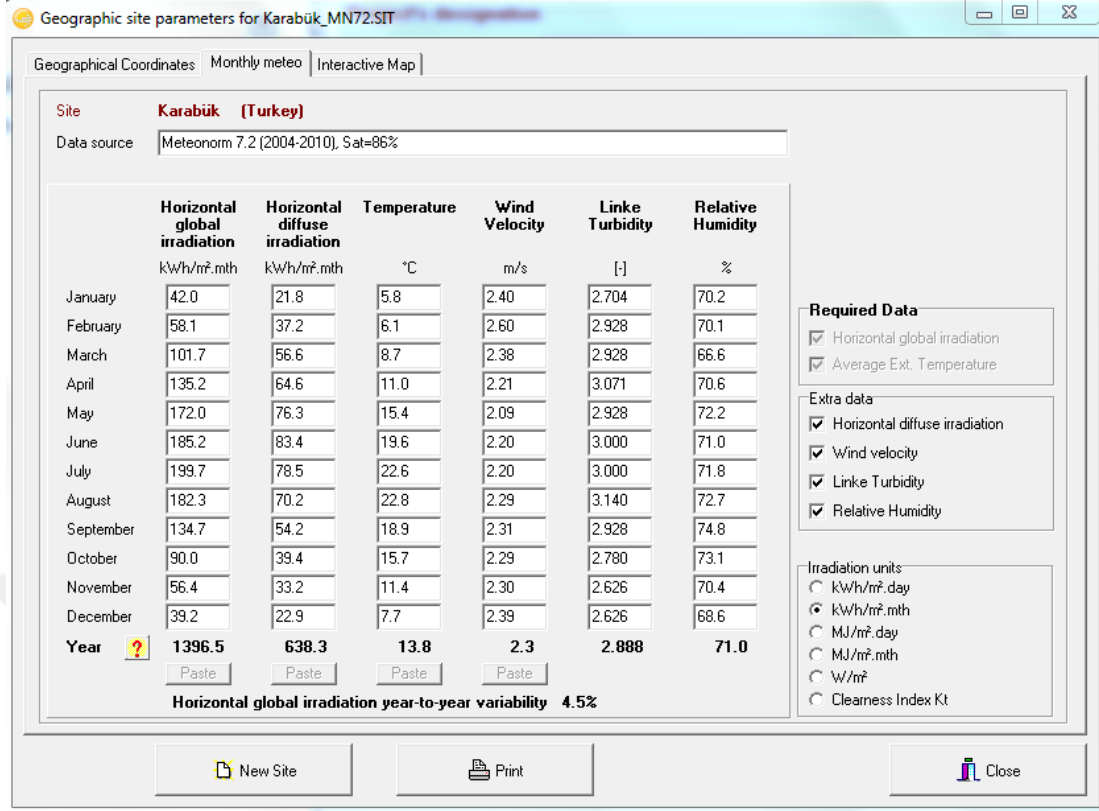 Geographic site parameters for Karabük_MN72.SIT
Geographical Coordinates Monthly meteo Interactive Map
Site Karabük (Turkey)
Data source Meteonorm 7.2 (2004-2010), Sat=86%
Horizontal global irradiation Horizontal diffuse irradiation Temperature Wind Velocity Linke Turbidity Relative Humidity
kWh/m².mth kWh/m².mth °C m/s [-] %
January 42.0 21.8 5.8 2.40 2.704 70.2
February 58.1 37.2 6.1 2.60 2.928 70.1
March 101.7 56.6 8.7 2.38 2.928 66.6
April 135.2 64.6 11.0 2.21 3.071 70.6
May 172.0 76.3 15.4 2.09 2.928 72.2
June 185.2 83.4 19.6 2.20 3.000 71.0
July 199.7 78.5 22.6 2.20 3.000 71.8
August 182.3 70.2 22.8 2.29 3.140 72.7
September 134.7 54.2 18.9 2.31 2.928 74.8
October 90.0 39.4 15.7 2.29 2.780 73.1
November 56.4 33.2 11.4 2.30 2.626 70.4
December 39.2 22.9 7.7 2.39 2.626 68.6
Year ? 1396.5 638.3 13.8 2.3 2.888 71.0
Paste Paste Paste Paste
Horizontal global irradiation year-to-year variability 4.5%
Required Data
Horizontal global irradiation
Average Ext. Temperature
Extra data
Horizontal diffuse irradiation
Wind velocity
Linke Turbidity
Relative Humidity
Irradiation units
kWh/m².day
kWh/m².mth
MJ/m².day
MJ/m².mth
W/m²
Clearness Index Kt
New Site Print Close